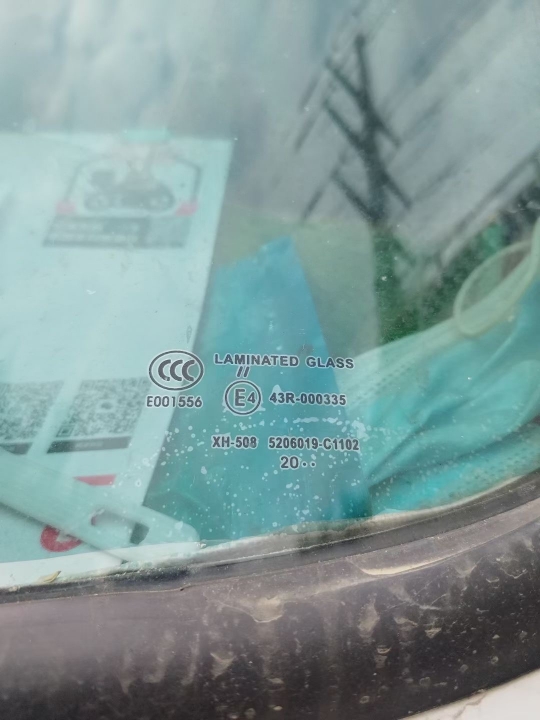 CCC
LAMINATED GLASS
//
E001556
E4 43R-000335
XH-508 5206019-C1102
20··